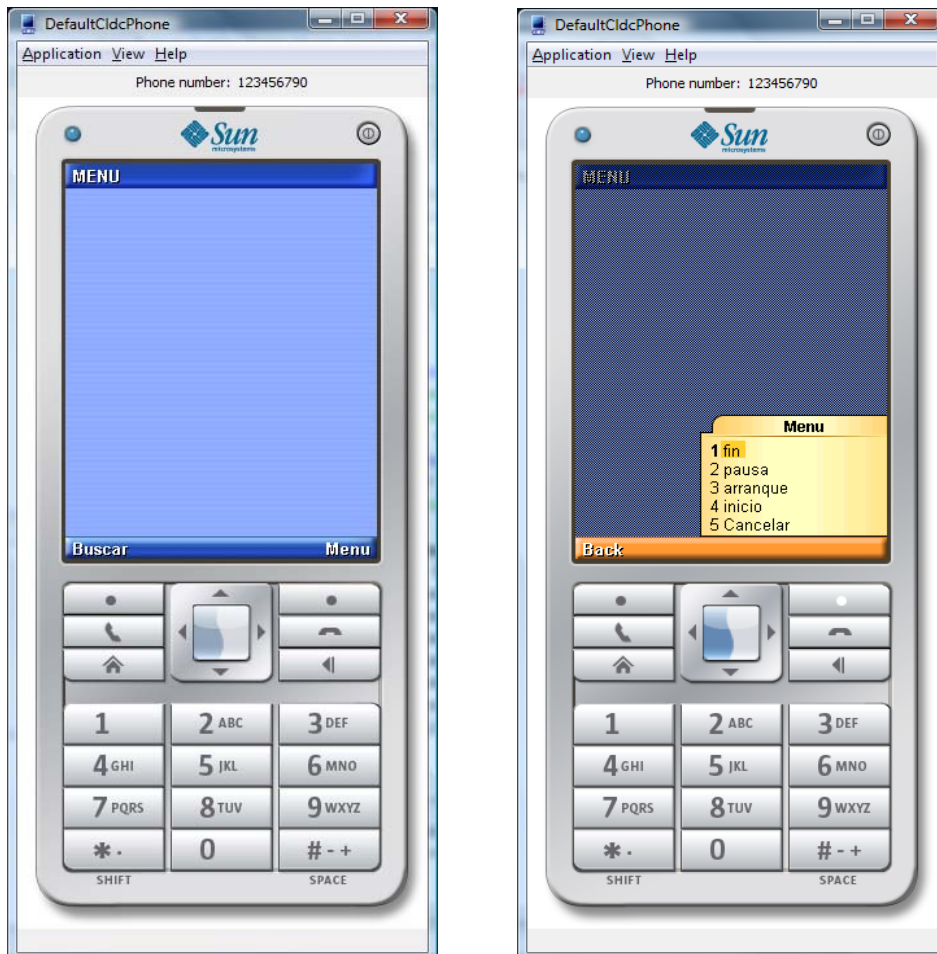 DefaultCldcPhone
Application View Help
Phone number: 123456790
Sun
microsystems
MENU
Buscar Menu
1 2 ABC 3 DEF
4 GHI 5 JKL 6 MNO
7 PQRS 8 TUV 9 WXYZ
* . 0 # - +
SHIFT SPACE
DefaultCldcPhone
Application View Help
Phone number: 123456790
Sun
microsystems
MENU
Menu
1 fin
2 pausa
3 arranque
4 inicio
5 Cancelar
Back
1 2 ABC 3 DEF
4 GHI 5 JKL 6 MNO
7 PQRS 8 TUV 9 WXYZ
* . 0 # - +
SHIFT SPACE